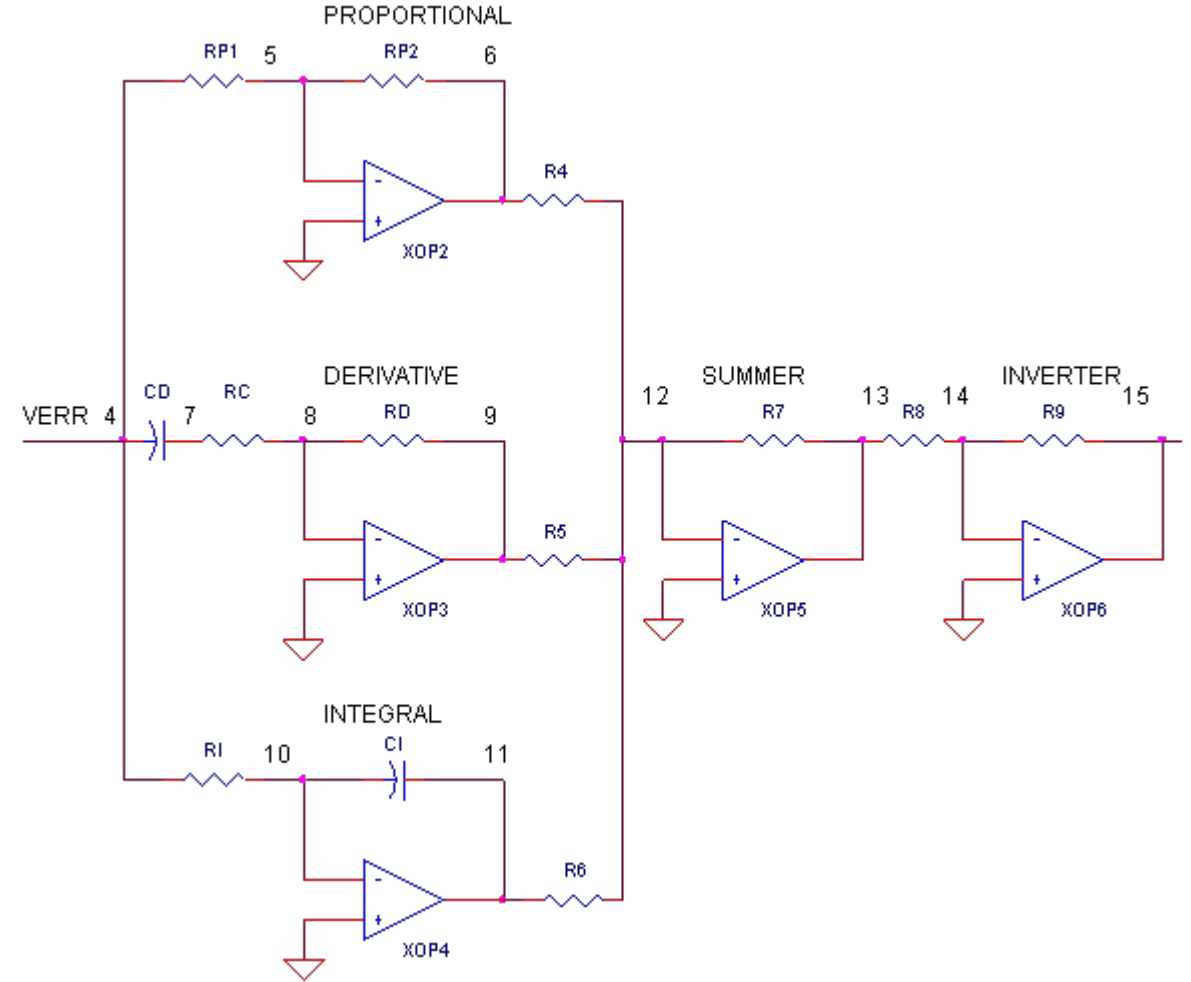 PROPORTIONAL
RP1 5 RP2 6
- R4
+
XOP2
DERIVATIVE SUMMER INVERTER
CD RC RD
VERR 4 7 8 9 12 R7 13 R8 14 R9 15
- R5 - -
+ + +
XOP3 XOP5 XOP6
INTEGRAL
RI 10 CI 11
- R6
+
XOP4